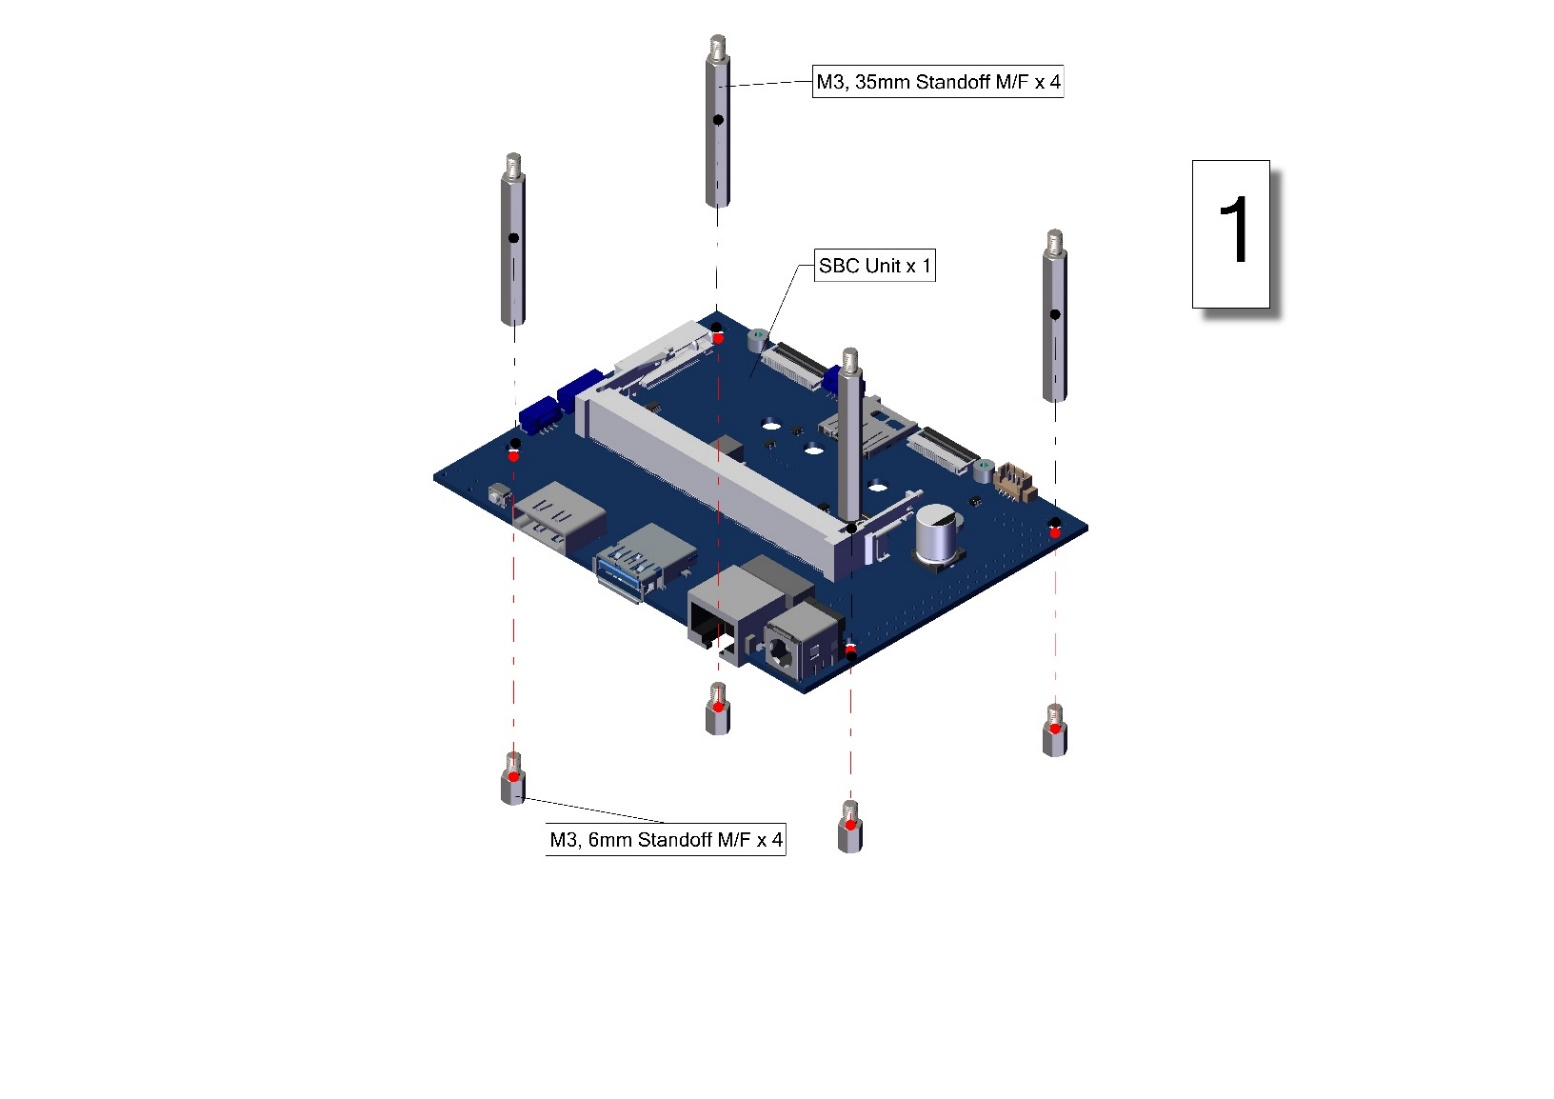 M3, 35mm Standoff M/F x 4
1
SBC Unit x 1
M3, 6mm Standoff M/F x 4